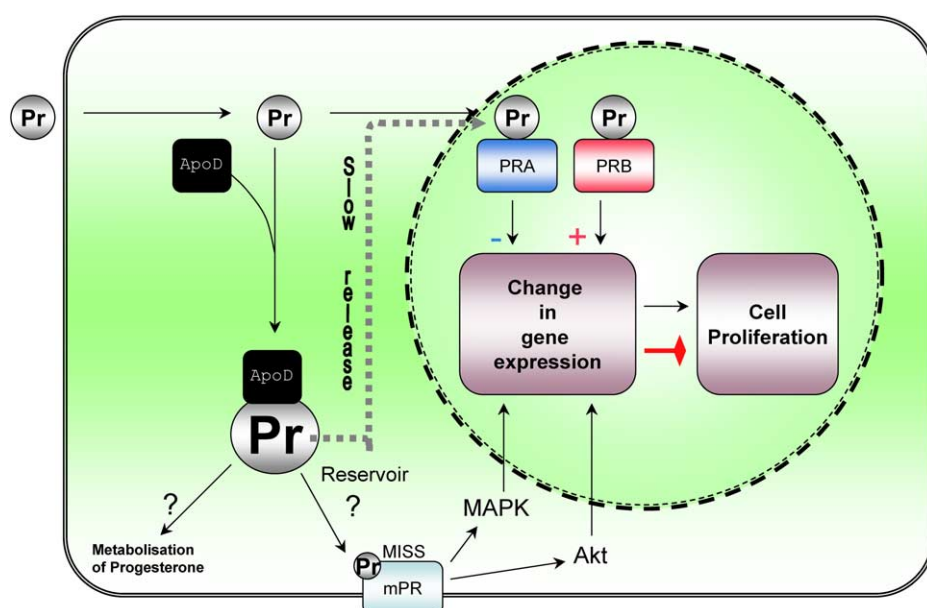 Pr
Pr
Pr
Pr
ApoD
PRA
PRB
Slow release
-
+
Change
in
gene
expression
Cell
Proliferation
ApoD
Pr
Reservoir
?
?
MAPK
Metabolisation
of Progesterone
MISS
Pr
mPR
Akt